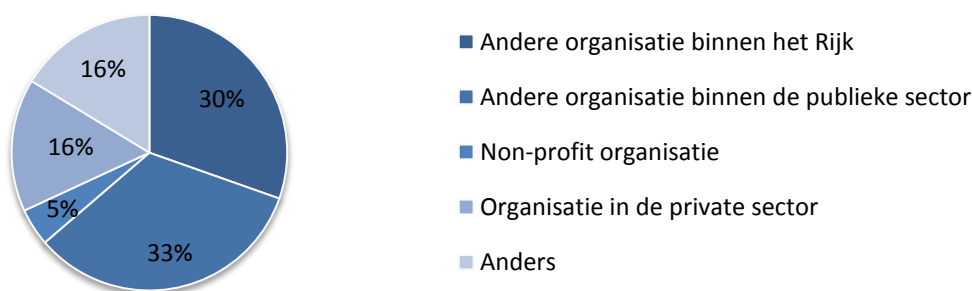 16%
30%
16%
5%
33%
Andere organisatie binnen het Rijk
Andere organisatie binnen de publieke sector
Non-profit organisatie
Organisatie in de private sector
Anders